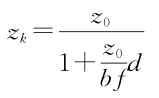 z_k = \frac{z_0}{1 + \frac{z_0}{bf} d}